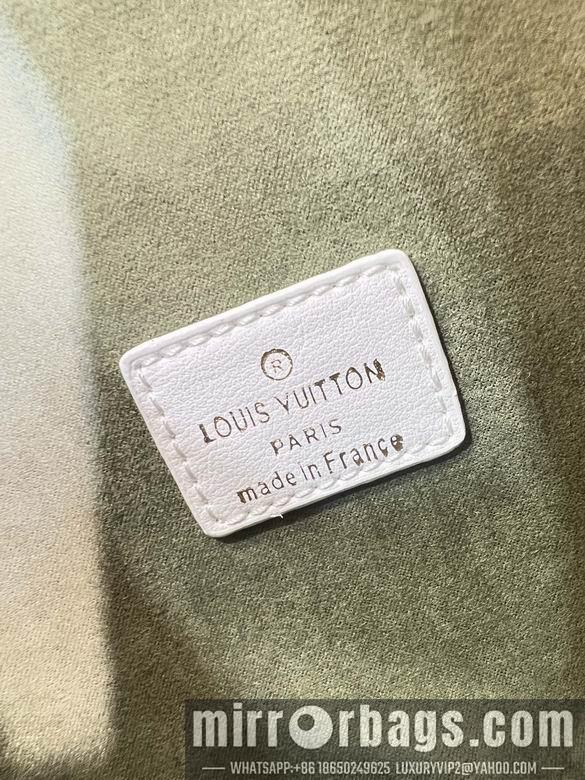 ®
LOUIS VUITTON
PARIS
made in France
mirrorbags.com
WHATSAPP:+86 18650249625 LUXURYVIP2@YAHOO.COM